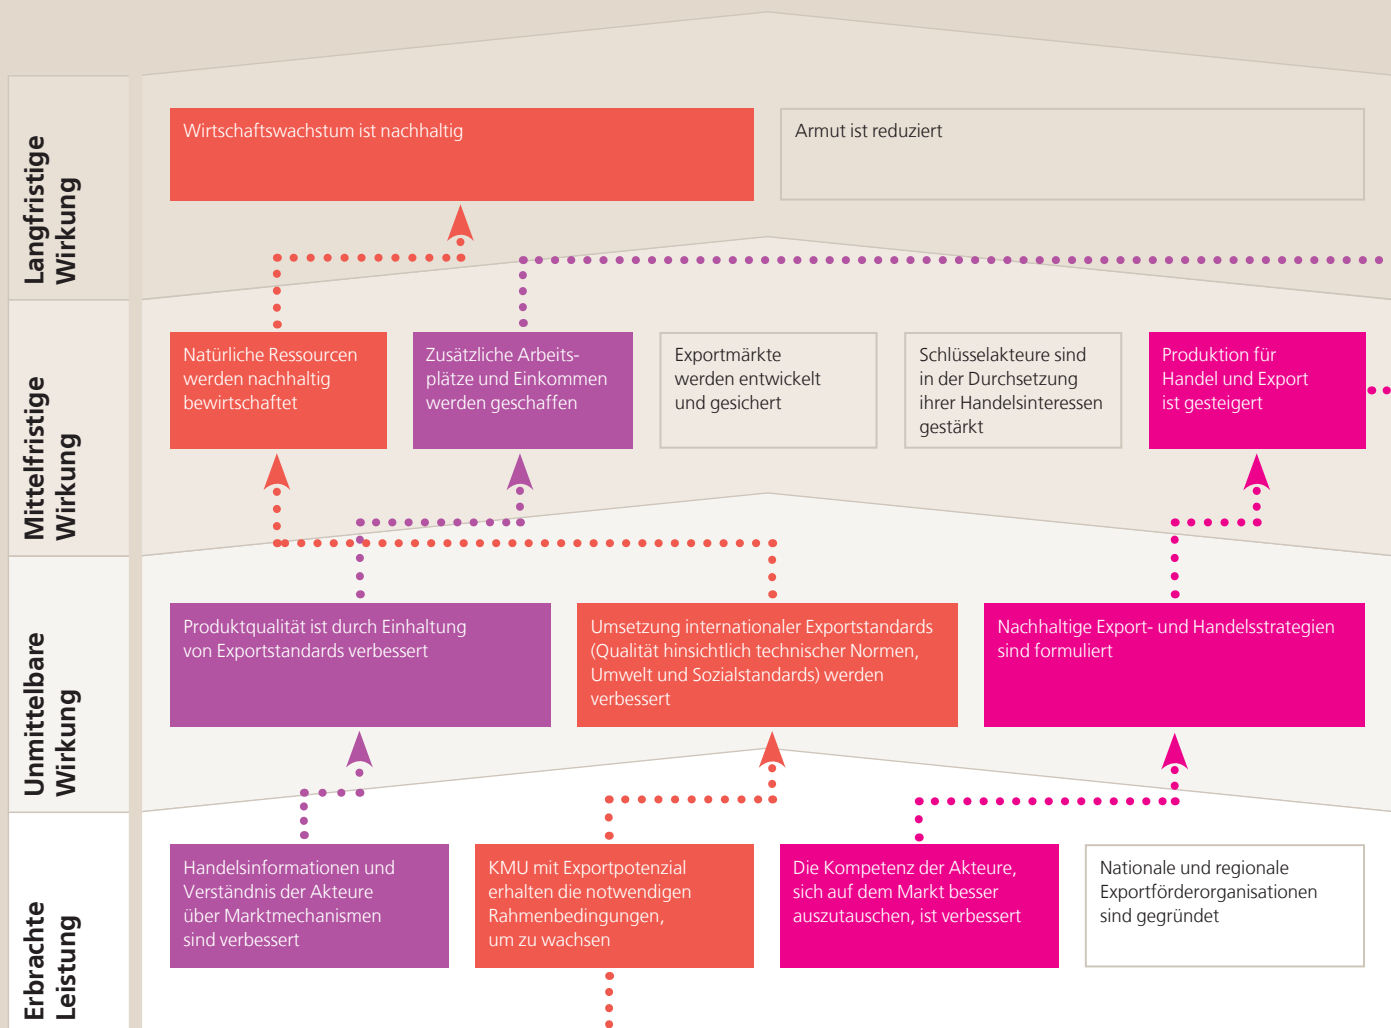 Langfristige
Wirkung
Wirtschaftswachstum ist nachhaltig
Armut ist reduziert
Mittelfristige
Wirkung
Natürliche Ressourcen
werden nachhaltig
bewirtschaftet
Zusätzliche Arbeits-
plätze und Einkommen
werden geschaffen
Exportmärkte
werden entwickelt
und gesichert
Schlüsselakteure sind
in der Durchsetzung
ihrer Handelsinteressen
gestärkt
Produktion für
Handel und Export
ist gesteigert
Unmittelbare
Wirkung
Produktqualität ist durch Einhaltung
von Exportstandards verbessert
Umsetzung internationaler Exportstandards
(Qualität hinsichtlich technischer Normen,
Umwelt und Sozialstandards) werden
verbessert
Nachhaltige Export- und Handelsstrategien
sind formuliert
Erbrachte
Leistung
Handelsinformationen und
Verständnis der Akteure
über Marktmechanismen
sind verbessert
KMU mit Exportpotenzial
erhalten die notwendigen
Rahmenbedingungen,
um zu wachsen
Die Kompetenz der Akteure,
sich auf dem Markt besser
auszutauschen, ist verbessert
Nationale und regionale
Exportförderorganisationen
sind gegründet